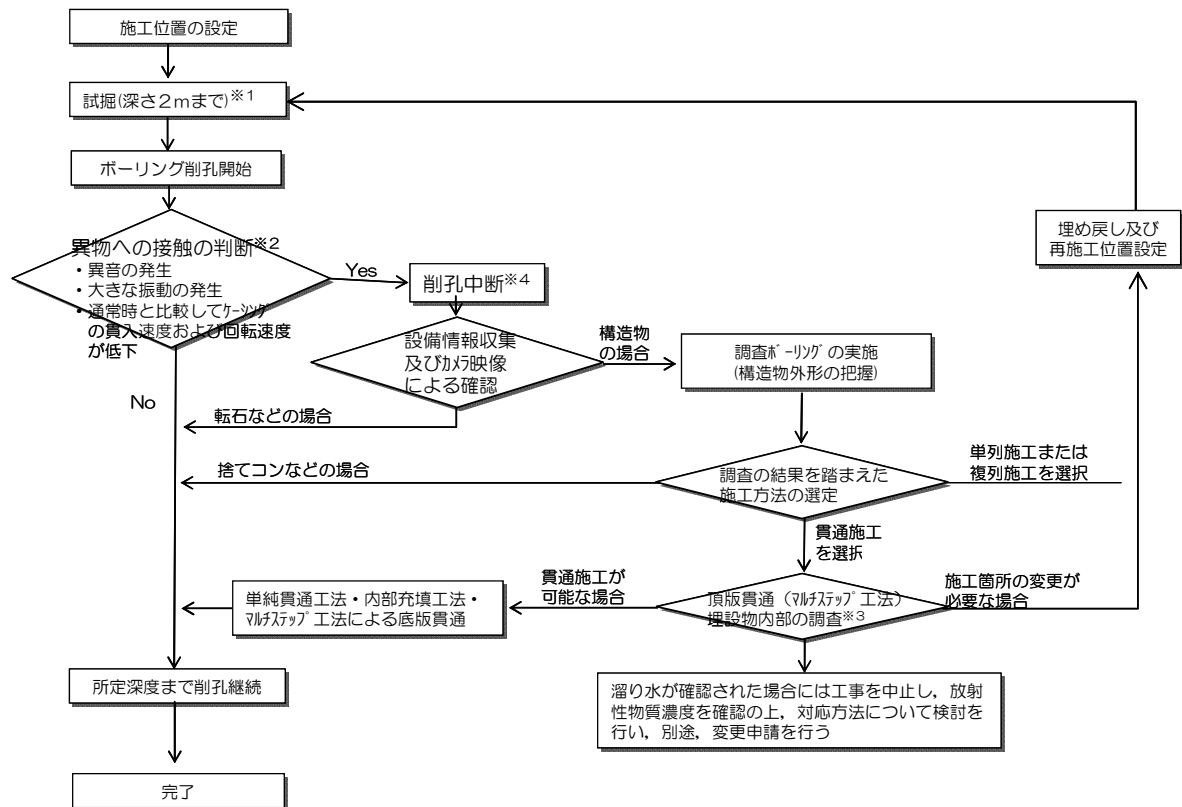 施工位置の設定
試掘(深さ2mまで)※1
ボーリング削孔開始
異物への接触の判断※2
・異音の発生
・大きな振動の発生
・通常時と比較してｹｰｼﾝｸﾞ
の貫入速度および回転速度
が低下
Yes
No
削孔中断※4
設備情報収集
及びｶﾒﾗ映像
による確認
構造物
の場合
転石などの場合
調査ﾎﾞｰﾘﾝｸﾞの実施
(構造物外形の把握)
埋め戻し及び
再施工位置設定
捨てコンなどの場合
調査の結果を踏まえた
施工方法の選定
単列施工または
複列施工を選択
貫通施工
を選択
頂版貫通（ﾏﾙﾁｽﾃｯﾌﾟ工法）
埋設物内部の調査※3
貫通施工が
可能な場合
施工箇所の変更が
必要な場合
単純貫通工法・内部充填工法・
ﾏﾙﾁｽﾃｯﾌﾟ工法による底版貫通
溜り水が確認された場合には工事を中止し，放射
性物質濃度を確認の上，対応方法について検討を
行い，別途，変更申請を行う
所定深度まで削孔継続
完了